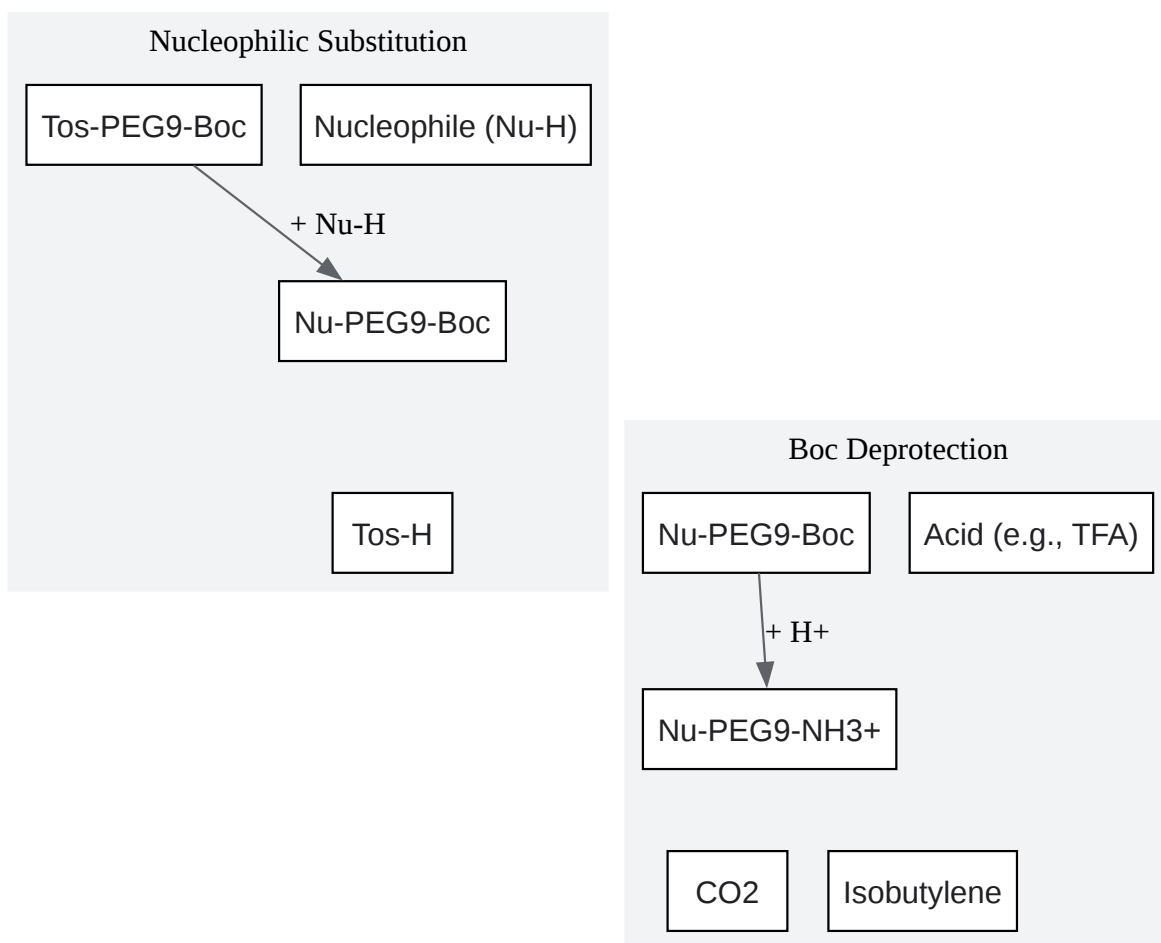 Nucleophilic Substitution
Tos-PEG9-Boc
Nucleophile (Nu-H)
+ Nu-H
Nu-PEG9-Boc
Tos-H
Boc Deprotection
Nu-PEG9-Boc
Acid (e.g., TFA)
+ H+
Nu-PEG9-NH3+
CO2
Isobutylene